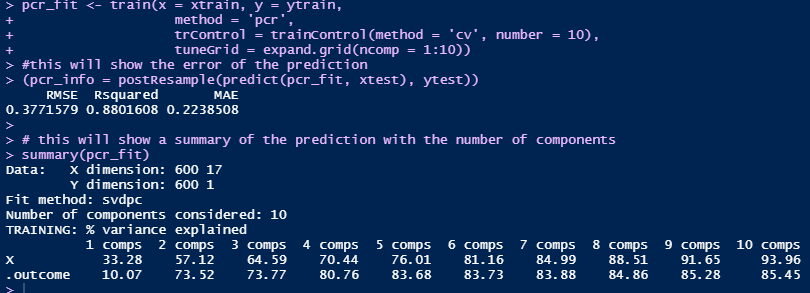 > pcr_fit <- train(x = xtrain, y = ytrain,
+ method = 'pcr',
+ trControl = trainControl(method = 'cv', number = 10),
+ tuneGrid = expand.grid(ncomp = 1:10))
> #this will show the error of the prediction
> (pcr_info = postResample(predict(pcr_fit, xtest), ytest))
RMSE Rsquared MAE
0.3771579 0.8801608 0.2238508
>
> # this will show a summary of the prediction with the number of components
> summary(pcr_fit)
Data: X dimension: 600 17
Y dimension: 600 1
Fit method: svdpc
Number of components considered: 10
TRAINING: % variance explained
1 comps 2 comps 3 comps 4 comps 5 comps 6 comps 7 comps 8 comps 9 comps 10 comps
X 33.28 57.12 64.59 70.44 76.01 81.16 84.99 88.51 91.65 93.96
.outcome 10.07 73.52 73.77 80.76 83.68 83.73 83.88 84.86 85.28 85.45
>